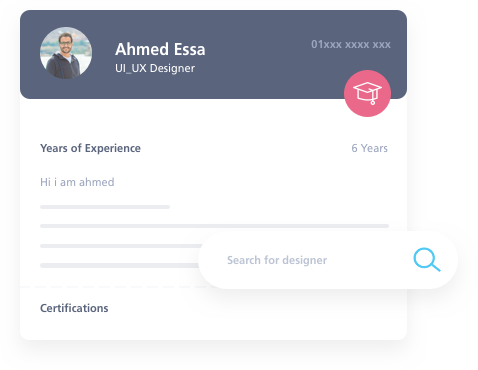 Ahmed Essa
01xxx xxxx xxx
UI_UX Designer
Years of Experience
6 Years
Hi i am ahmed
Search for designer
Certifications